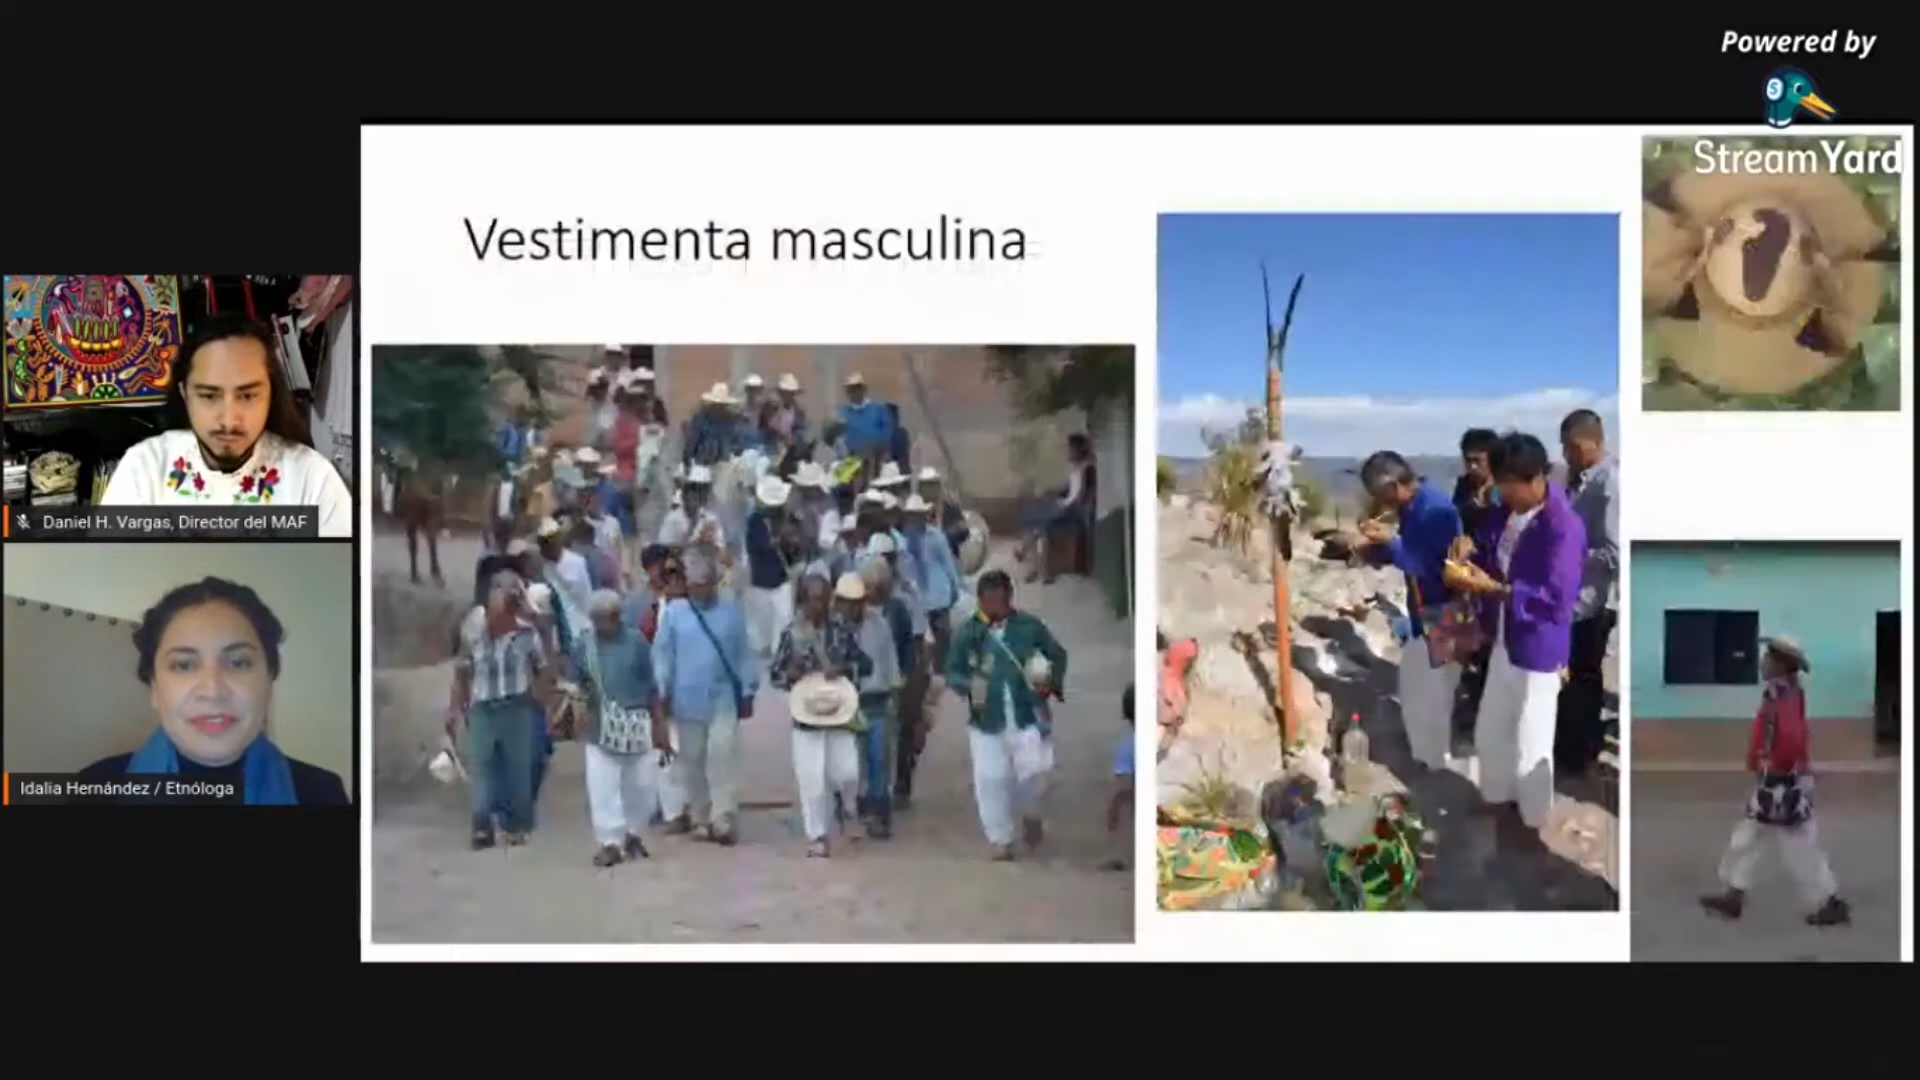 Powered by
StreamYard
Vestimenta masculina
Daniel H. Vargas, Director del MAF
Idalia Hernández / Etnóloga